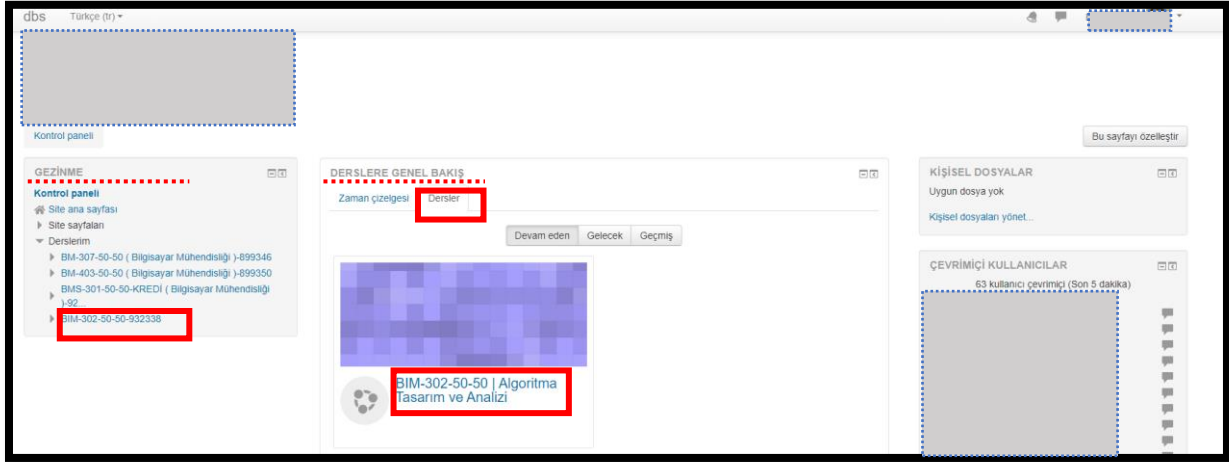 dbs Türkçe (tr)
Kontrol paneli
Bu sayfayı özelleştir
GEZİNME
Kontrol paneli
Site ana sayfası
Site sayfaları
Derslerim
BM-307-50-50 ( Bilgisayar Mühendisliği )-899346
BM-403-50-50 ( Bilgisayar Mühendisliği )-899350
BMS-301-50-50-KREDİ ( Bilgisayar Mühendisliği
)-92...
BIM-302-50-50-932338
DERSLERE GENEL BAKIŞ
Zaman çizelgesi Dersler
Devam eden Gelecek Geçmiş
BIM-302-50-50 | Algoritma
Tasarım ve Analizi
KİŞİSEL DOSYALAR
Uygun dosya yok
Kişisel dosyaları yönet...
ÇEVRİMİÇİ KULLANICILAR
63 kullanıcı çevrimiçi (Son 5 dakika)